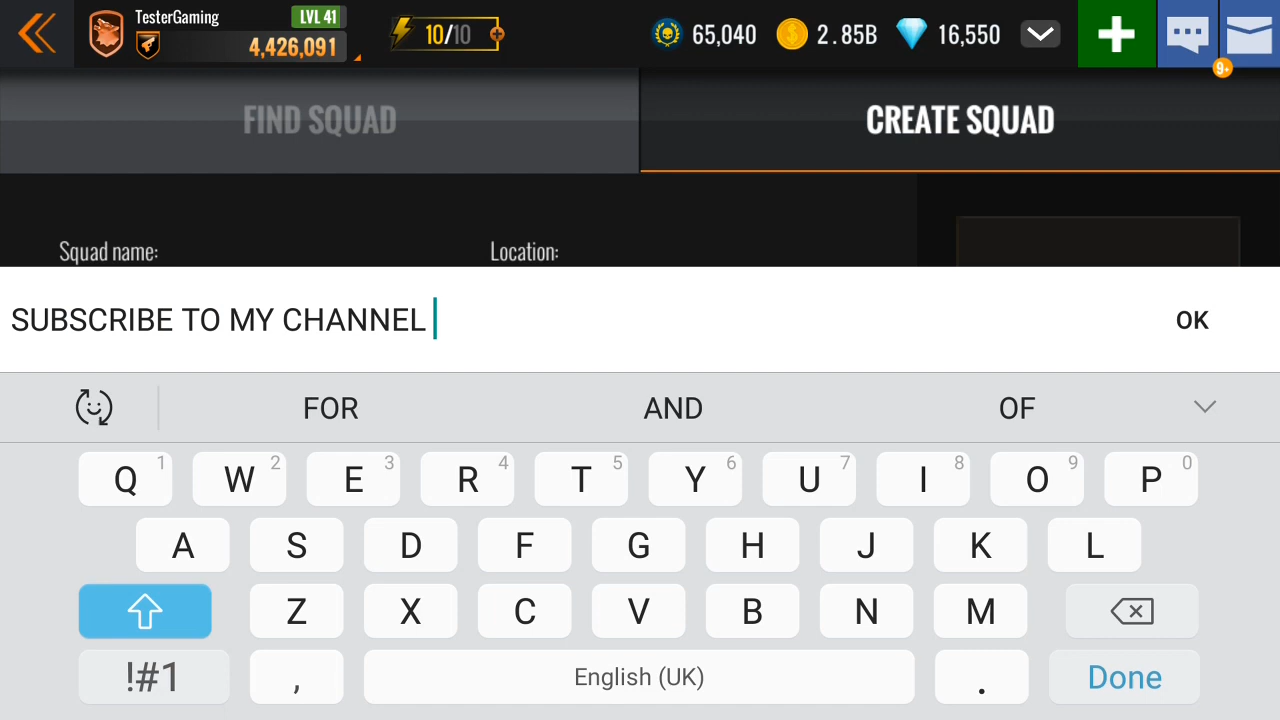 TesterGaming LVL 41
4,426,091
10/10
65,040
2.85B
16,550
9+
FIND SQUAD
CREATE SQUAD
Squad name:
Location:
SUBSCRIBE TO MY CHANNEL
OK
FOR AND OF
Q 1 W 2 E 3 R 4 T 5 Y 6 U 7 I 8 O 9 P 0
A S D F G H J K L
Z X C V B N M
!#1 , English (UK) . Done